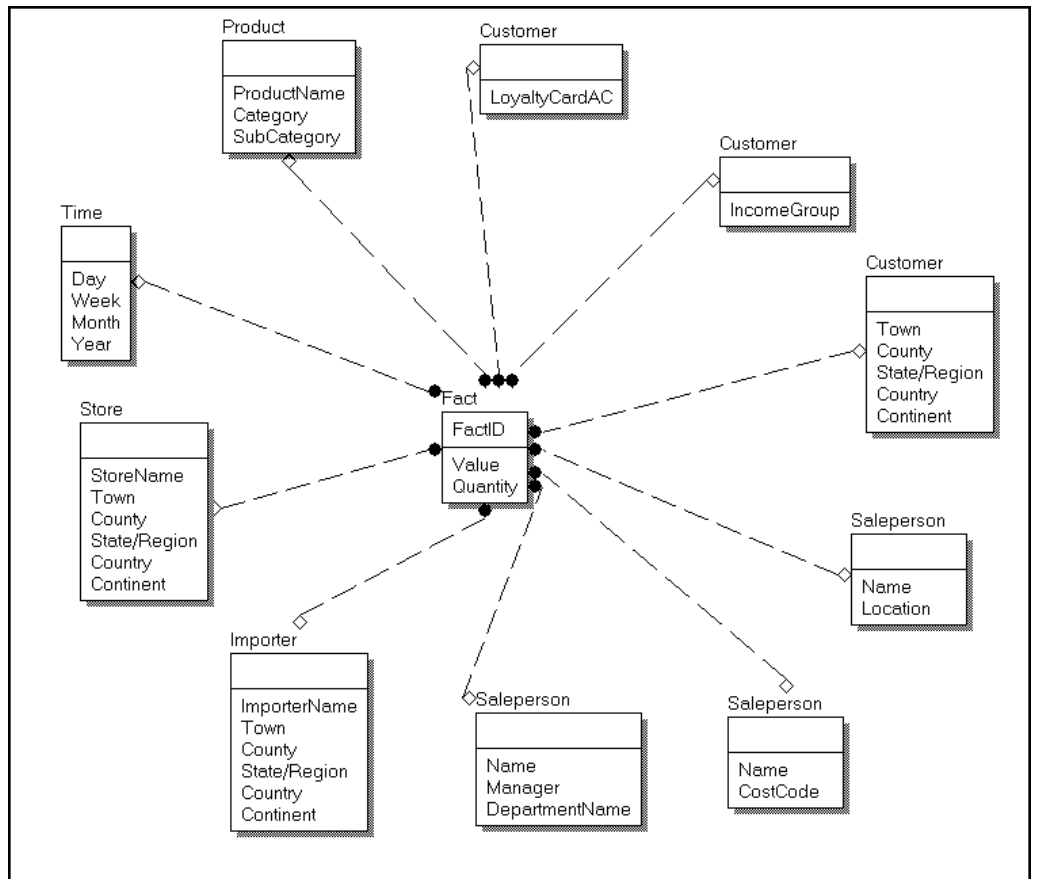 Product
ProductName
Category
SubCategory
Customer
LoyaltyCardAC
Customer
IncomeGroup
Time
Day
Week
Month
Year
Customer
Town
County
State/Region
Country
Continent
Fact
FactID
Value
Quantity
Store
StoreName
Town
County
State/Region
Country
Continent
Saleperson
Name
Location
Importer
ImporterName
Town
County
State/Region
Country
Continent
Saleperson
Name
Manager
DepartmentName
Saleperson
Name
CostCode